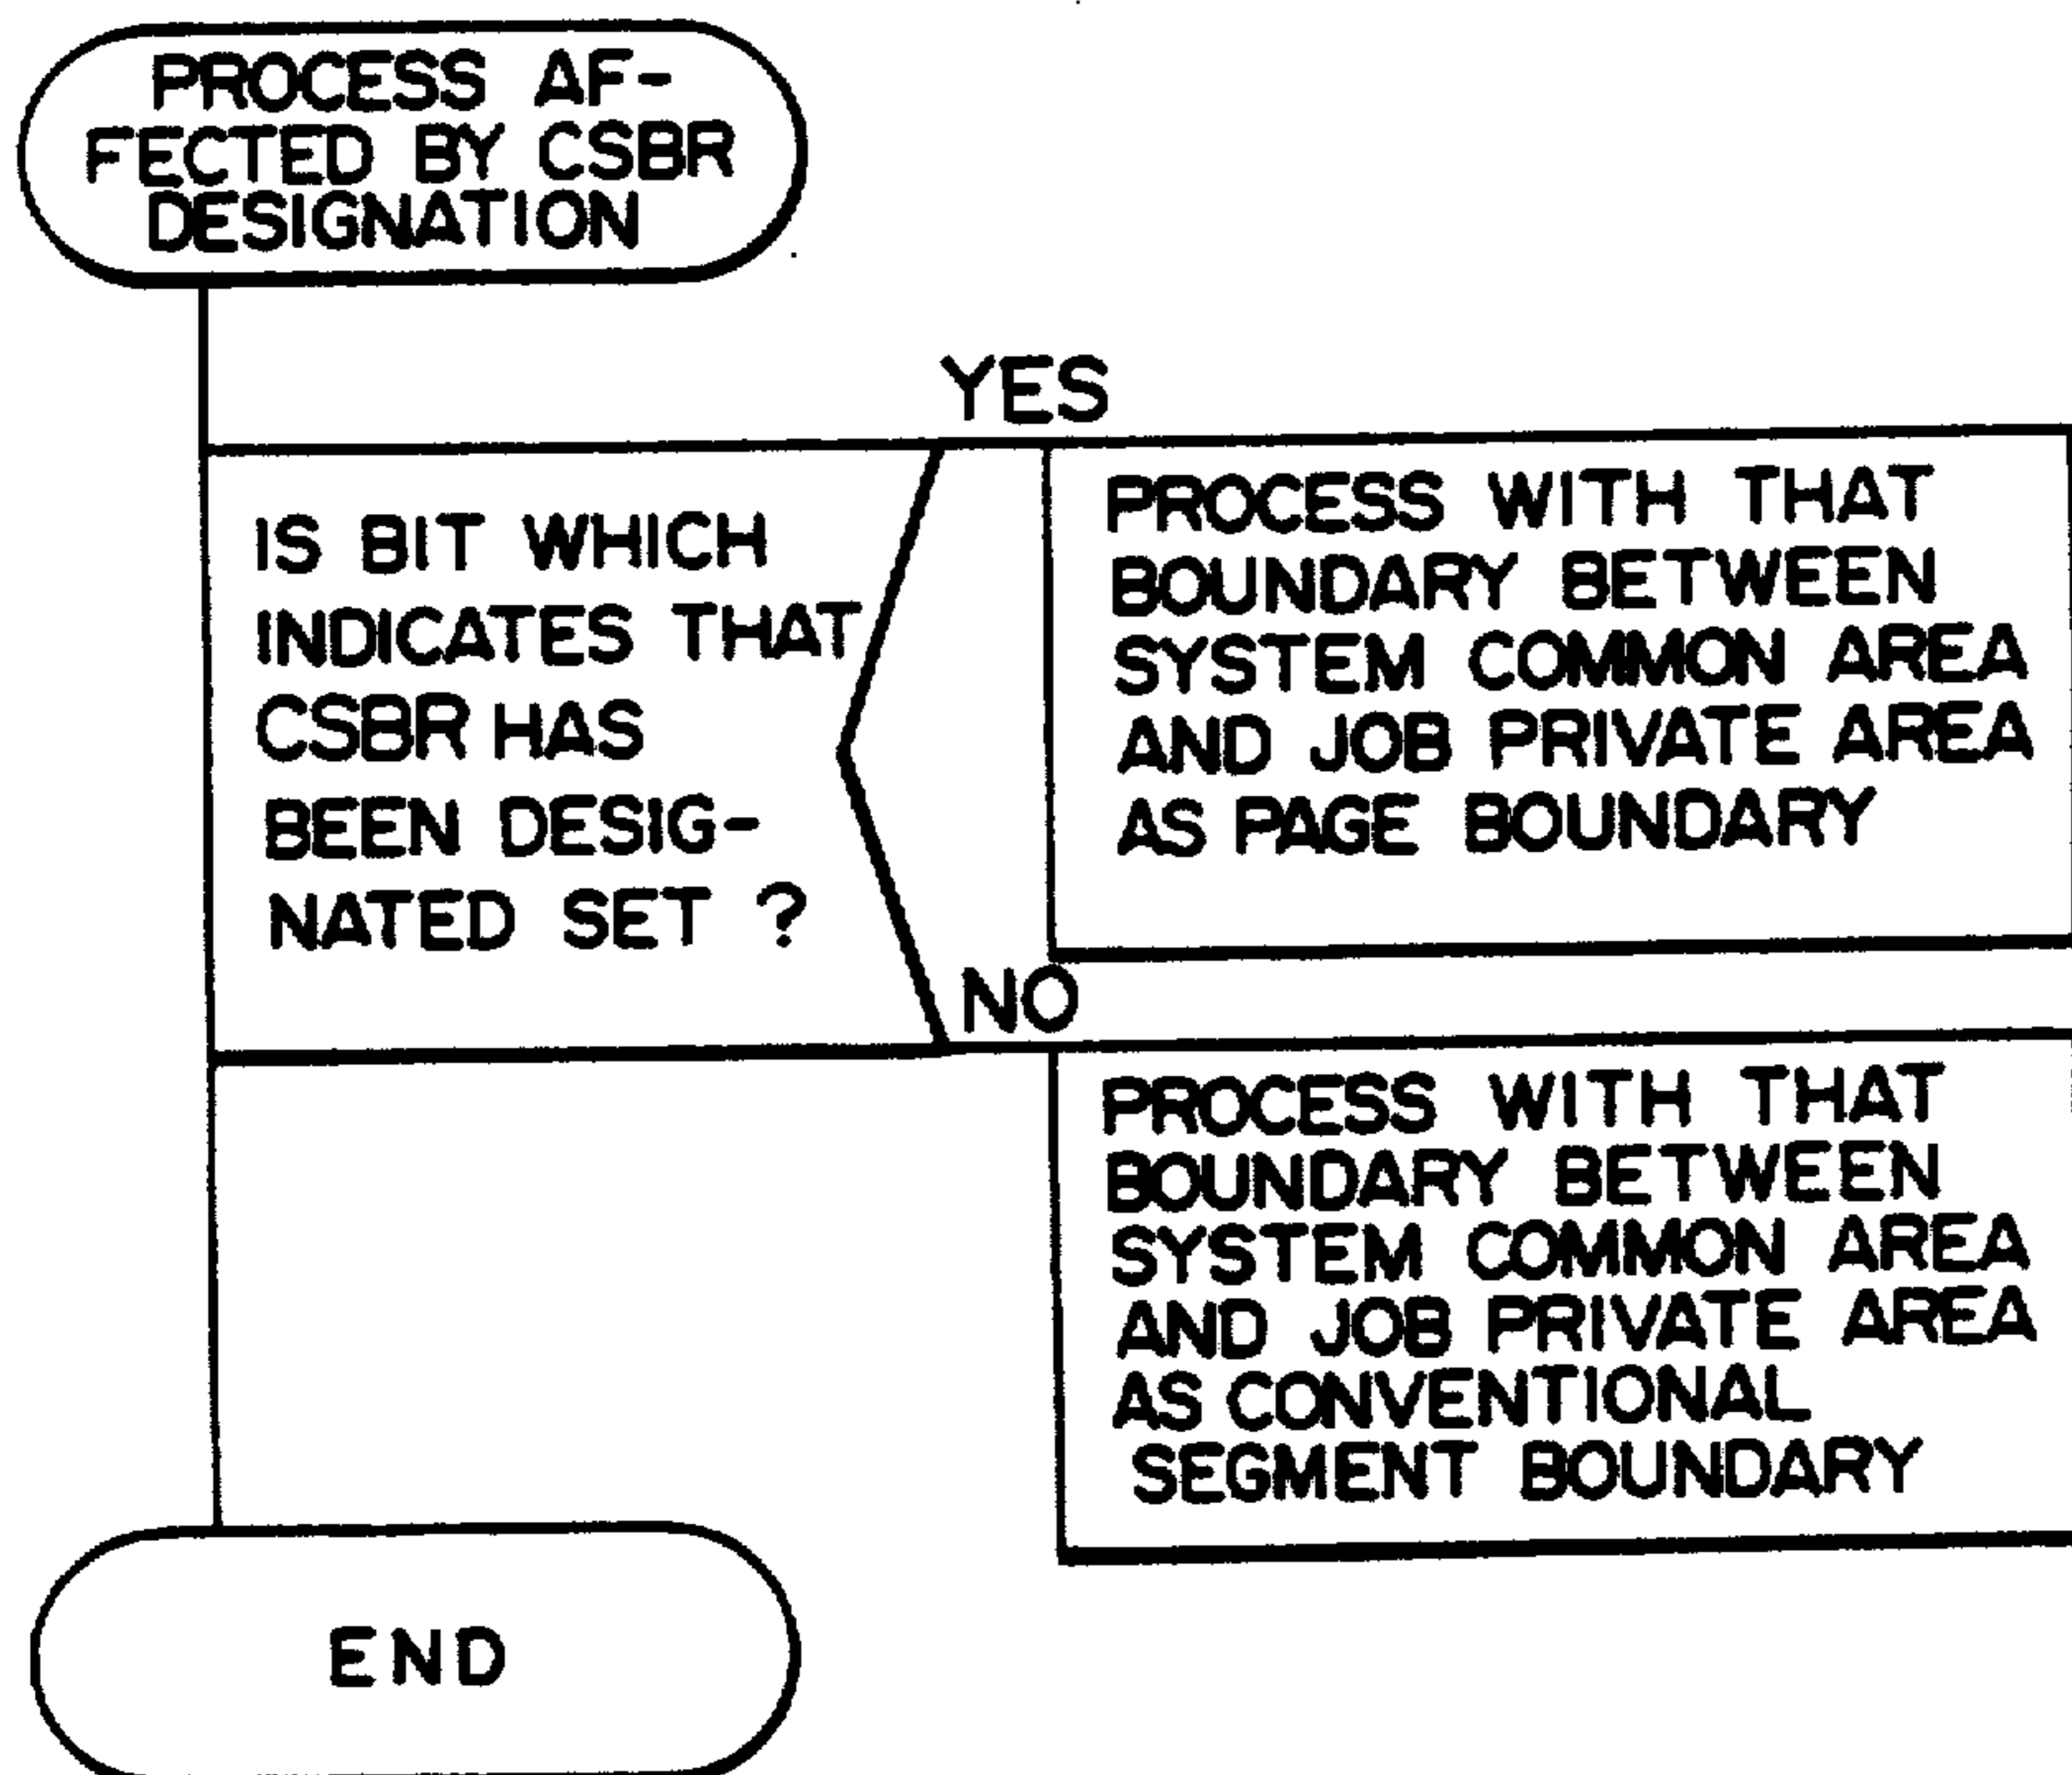 PROCESS AF-
FECTED BY CSBR
DESIGNATION
YES
IS BIT WHICH
INDICATES THAT
CSBR HAS
BEEN DESIG-
NATED SET ?
PROCESS WITH THAT
BOUNDARY BETWEEN
SYSTEM COMMON AREA
AND JOB PRIVATE AREA
AS PAGE BOUNDARY
NO
PROCESS WITH THAT
BOUNDARY BETWEEN
SYSTEM COMMON AREA
AND JOB PRIVATE AREA
AS CONVENTIONAL
SEGMENT BOUNDARY
END